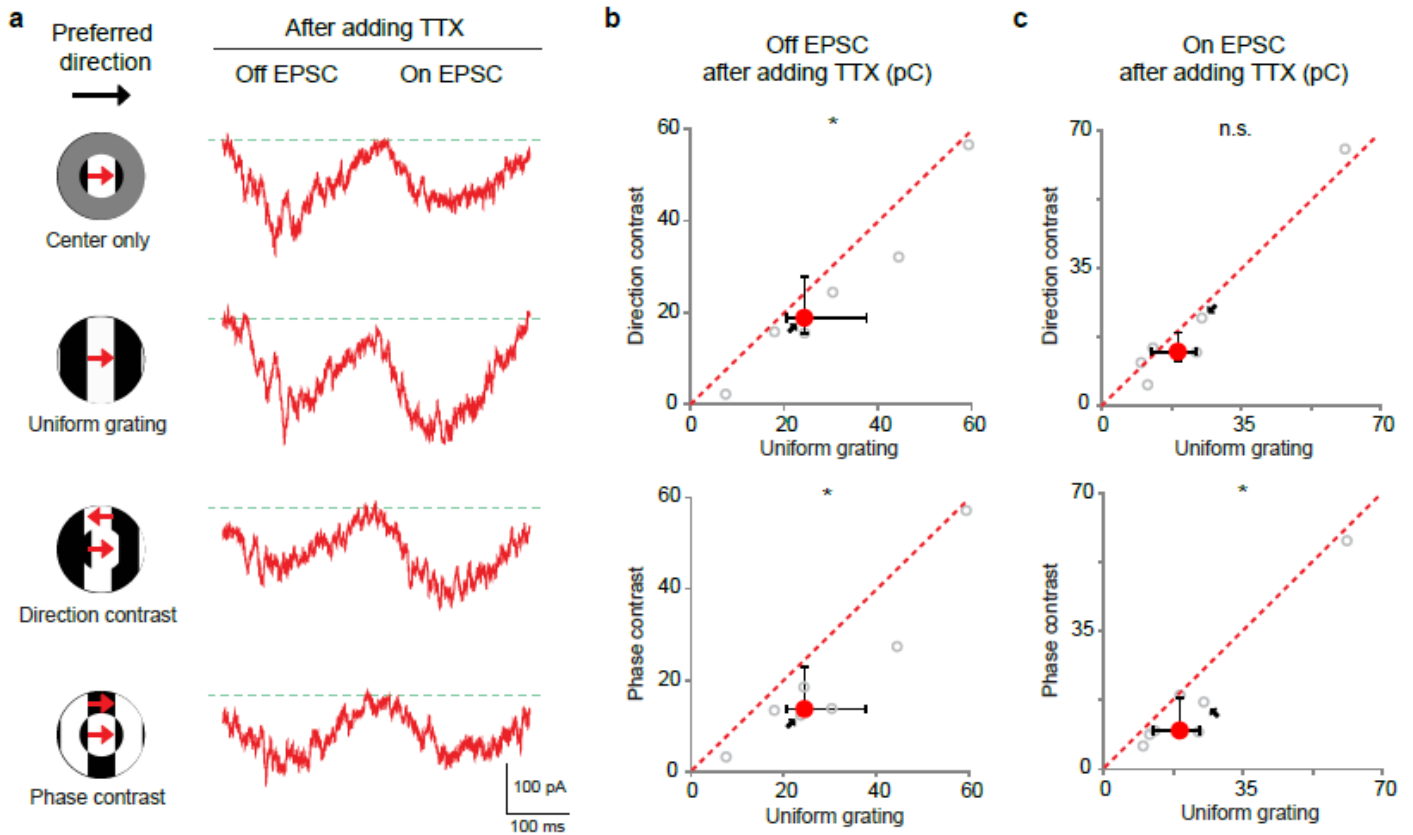 a
Preferred
direction
After adding TTX
Off EPSC
On EPSC
Center only
Uniform grating
Direction contrast
Phase contrast
100 pA
100 ms
b
Off EPSC
after adding TTX (pC)
*
60
40
20
0
Direction contrast
0
20
40
60
Uniform grating
*
60
40
20
0
Phase contrast
0
20
40
60
Uniform grating
c
On EPSC
after adding TTX (pC)
n.s.
70
35
0
Direction contrast
0
35
70
Uniform grating
*
70
35
0
Phase contrast
0
35
70
Uniform grating